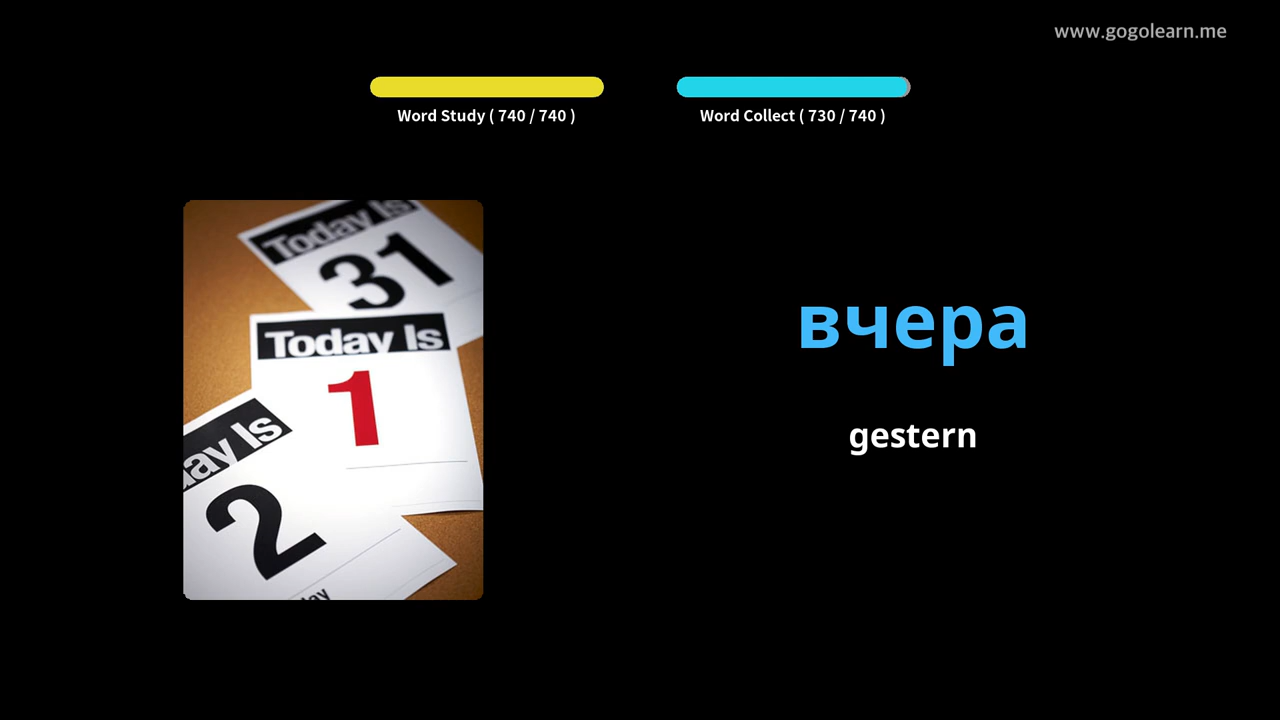 www.gogolearn.me
Word Study ( 740 / 740 )
Word Collect ( 730 / 740 )
Today Is
31
Today Is
1
day Is
2
вчера
gestern